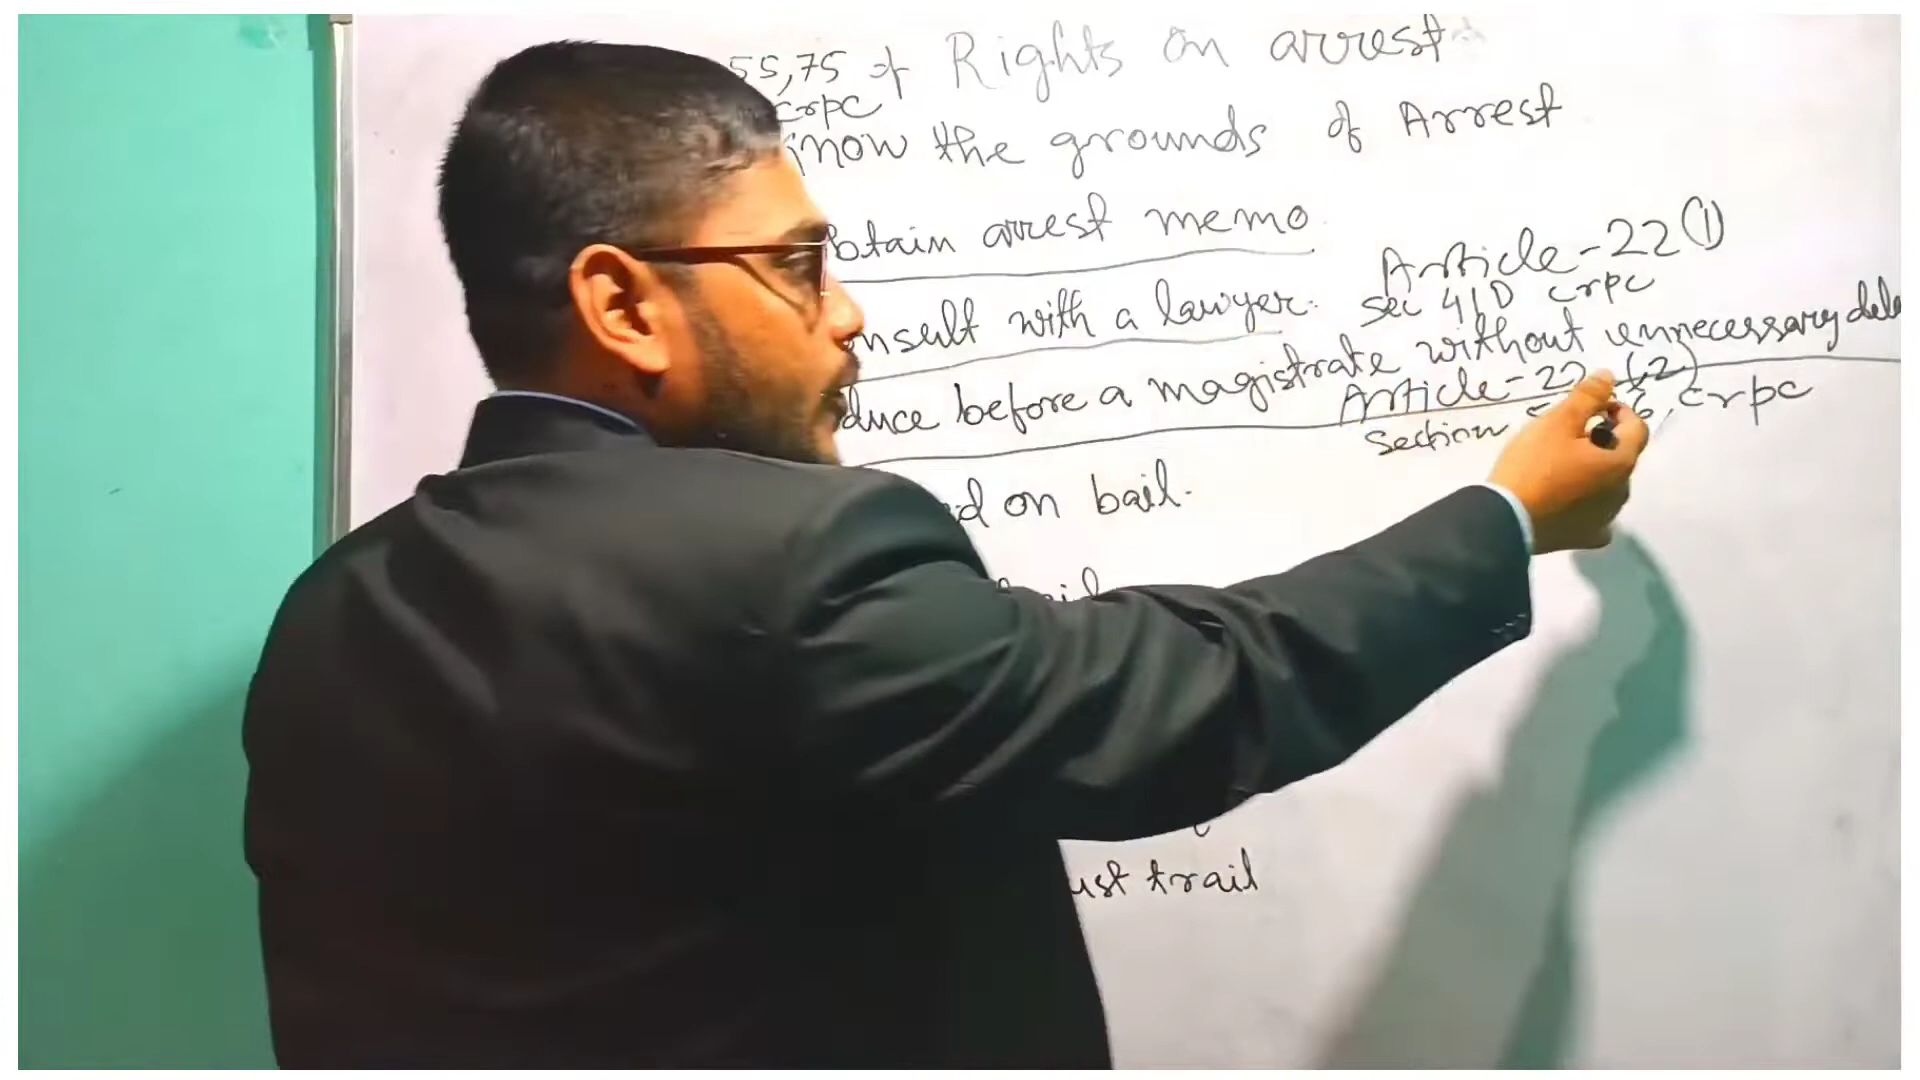 Rights on arrest
55,75 of
crpc
know the grounds of Arrest
btain arrest memo
Article-22(1)
nsult with a lawyer. sec 41D crpc
duce before a magistrate without unnecessary dela
Article-22 (2)
Section 6, crpc
d on bail.
ust trail